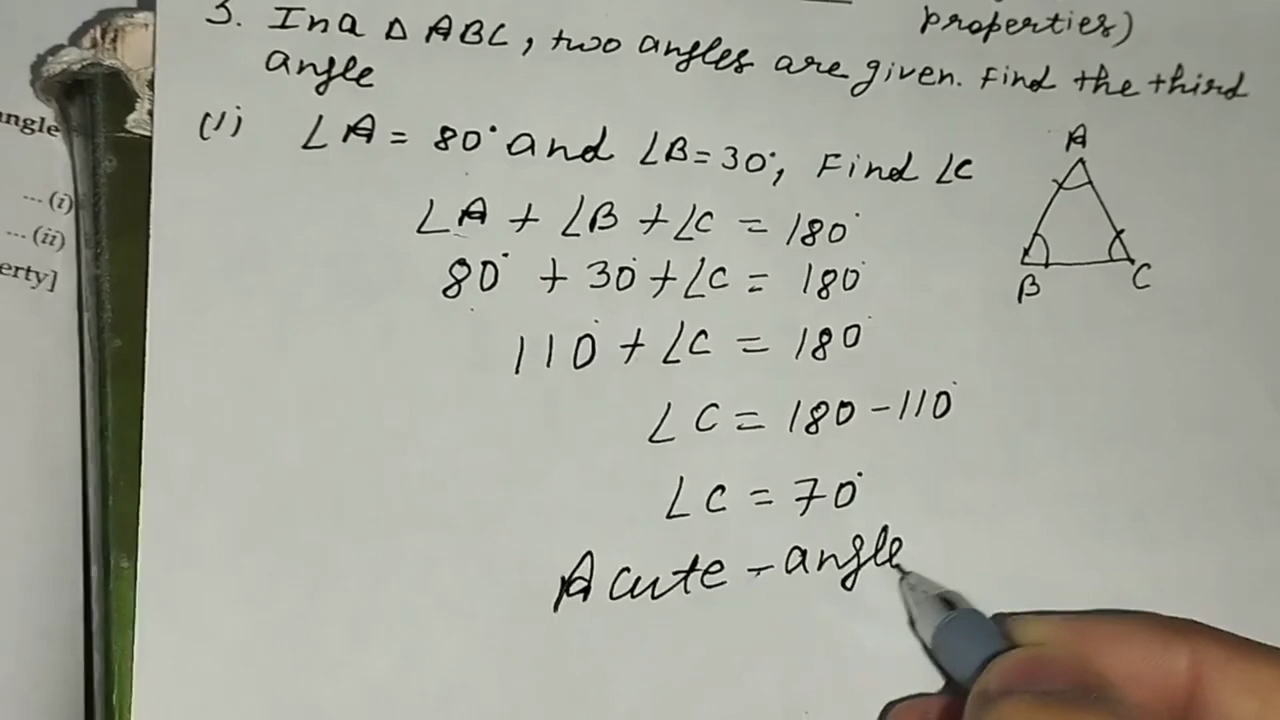 properties)
3. In a Δ ABC, two angles are given. Find the third
angle
(i) ∠A = 80° and ∠B = 30°, Find ∠C
∠A + ∠B + ∠C = 180°
80° + 30° + ∠C = 180°
110° + ∠C = 180°
∠C = 180 - 110°
∠C = 70°
Acute - angle
A
B
C
ngle
... (i)
... (ii)
erty]